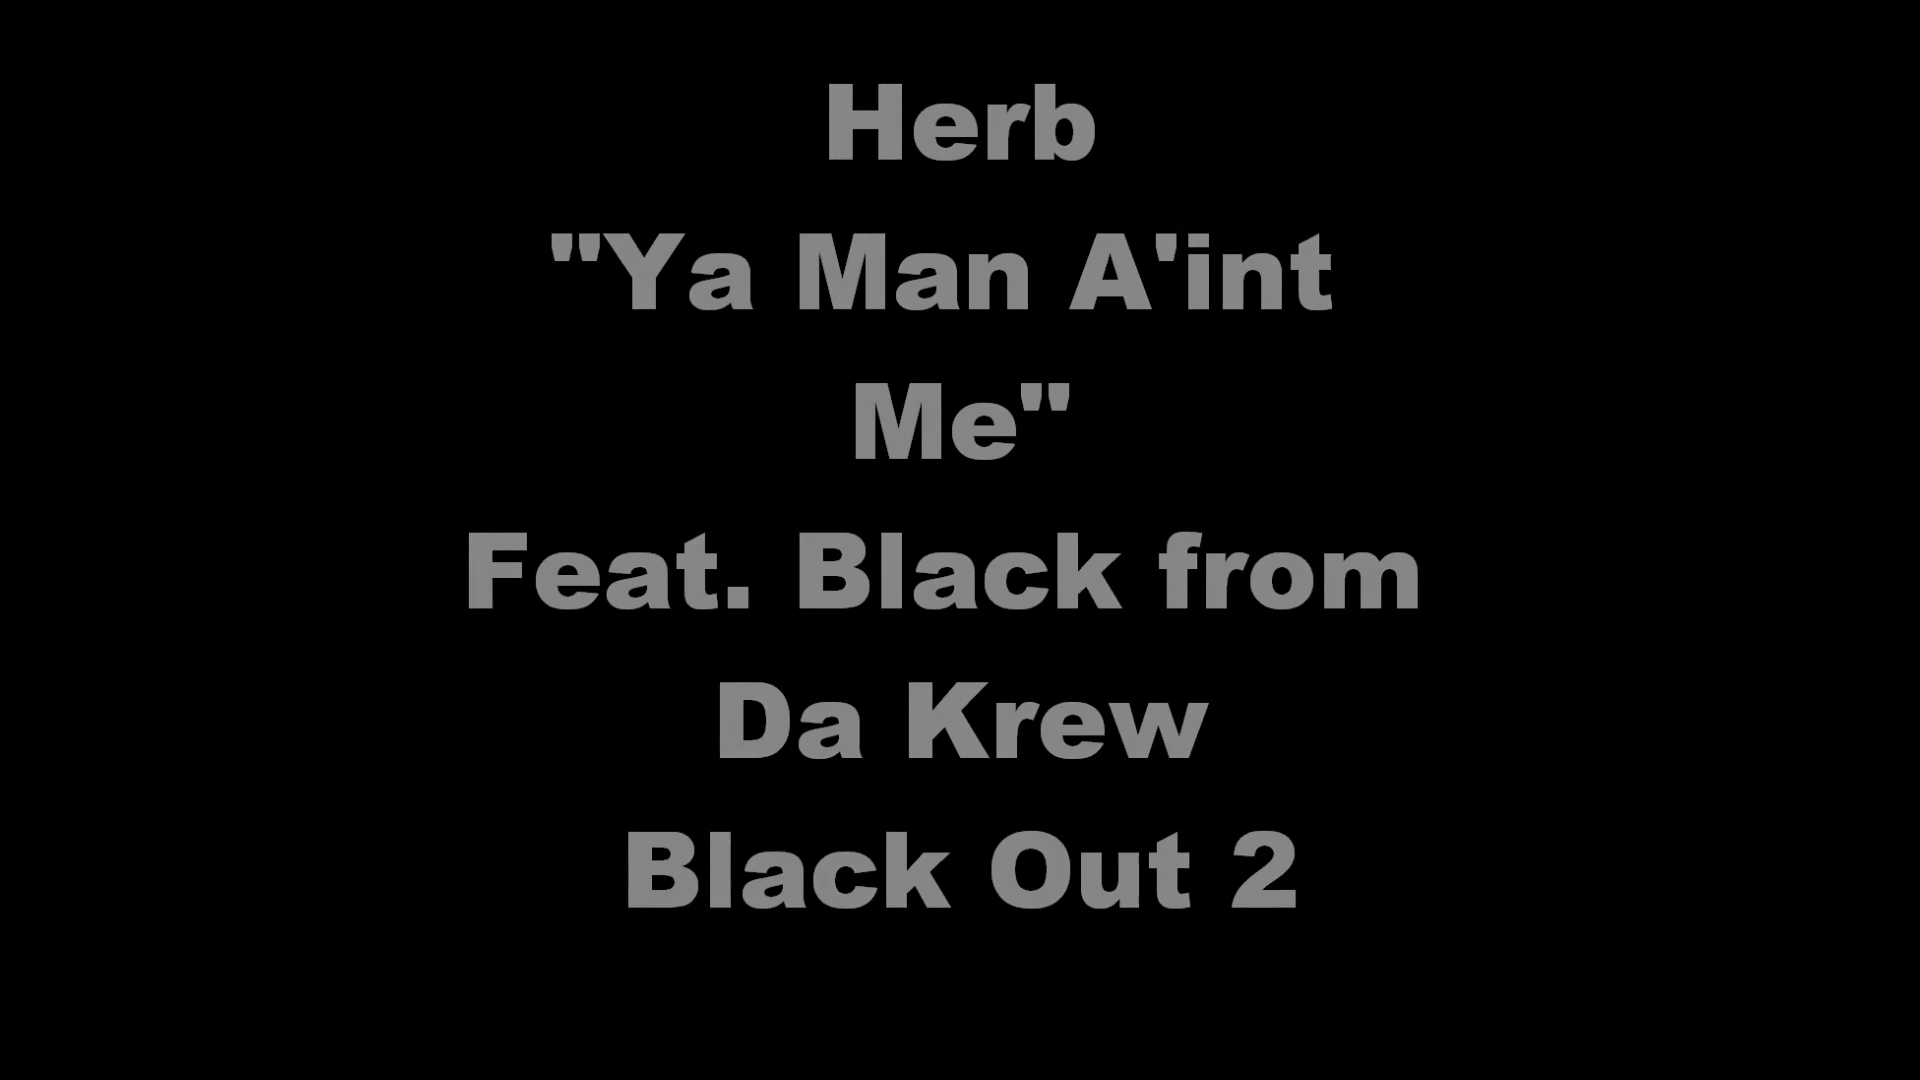 Herb
"Ya Man A'int
Me"
Feat. Black from
Da Krew
Black Out 2